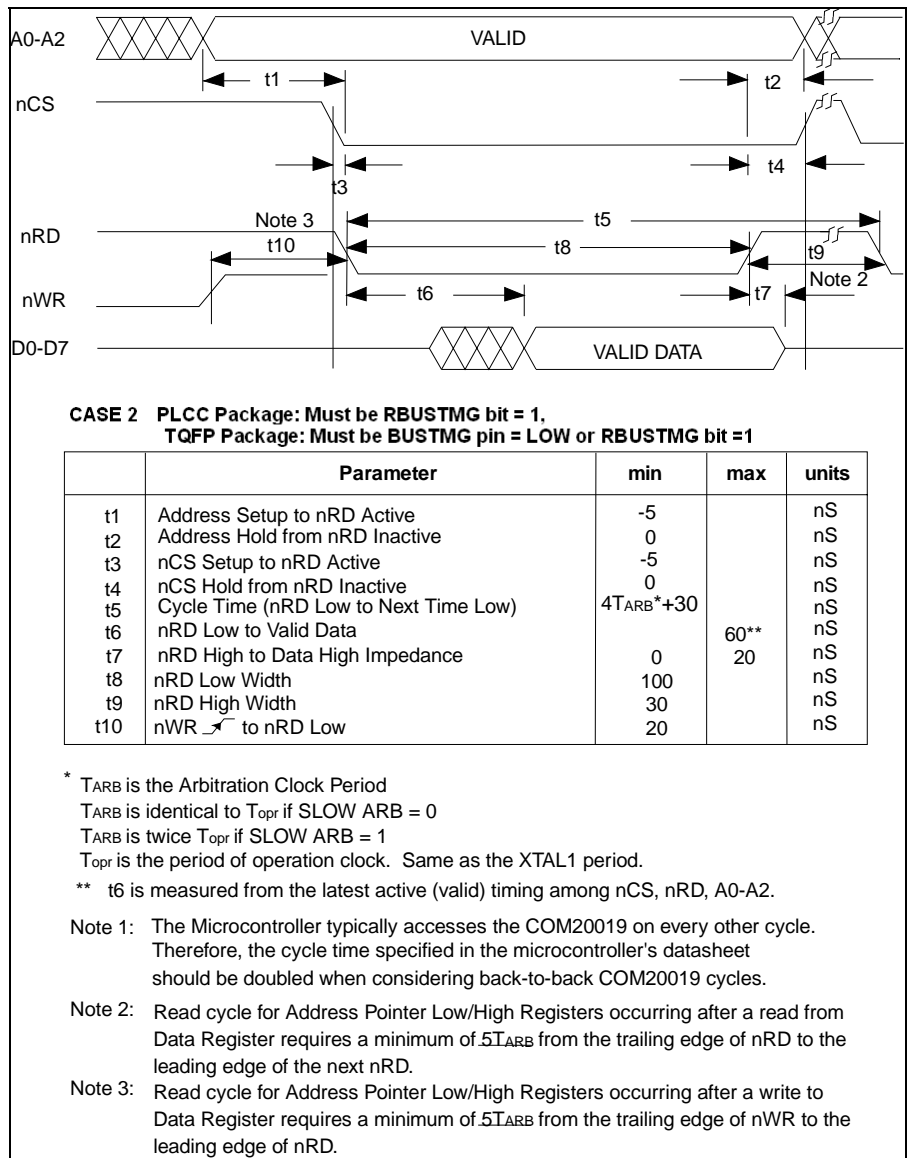 A0-A2 VALID
t1 t2
nCS
t3 t4
nRD Note 3 t5
t10 t8 t9
nWR t6 t7 Note 2
D0-D7 VALID DATA
CASE 2 PLCC Package: Must be RBUSTMG bit = 1,
TQFP Package: Must be BUSTMG pin = LOW or RBUSTMG bit =1
Parameter min max units
t1 Address Setup to nRD Active -5 nS
t2 Address Hold from nRD Inactive 0 nS
t3 nCS Setup to nRD Active -5 nS
t4 nCS Hold from nRD Inactive 0 nS
t5 Cycle Time (nRD Low to Next Time Low) 4TARB*+30 nS
t6 nRD Low to Valid Data 60** nS
t7 nRD High to Data High Impedance 0 20 nS
t8 nRD Low Width 100 nS
t9 nRD High Width 30 nS
t10 nWR to nRD Low 20 nS
* TARB is the Arbitration Clock Period
TARB is identical to Topr if SLOW ARB = 0
TARB is twice Topr if SLOW ARB = 1
Topr is the period of operation clock. Same as the XTAL1 period.
** t6 is measured from the latest active (valid) timing among nCS, nRD, A0-A2.
Note 1: The Microcontroller typically accesses the COM20019 on every other cycle.
Therefore, the cycle time specified in the microcontroller's datasheet
should be doubled when considering back-to-back COM20019 cycles.
Note 2: Read cycle for Address Pointer Low/High Registers occurring after a read from
Data Register requires a minimum of 5TARB from the trailing edge of nRD to the
leading edge of the next nRD.
Note 3: Read cycle for Address Pointer Low/High Registers occurring after a write to
Data Register requires a minimum of 5TARB from the trailing edge of nWR to the
leading edge of nRD.